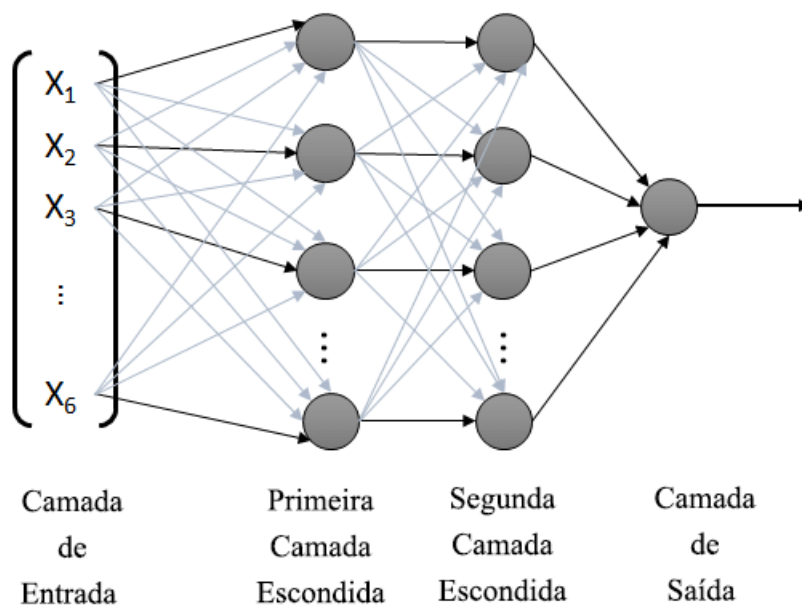 X1
X2
X3
...
X6
...
...
Camada
de
Entrada
Primeira
Camada
Escondida
Segunda
Camada
Escondida
Camada
de
Saída